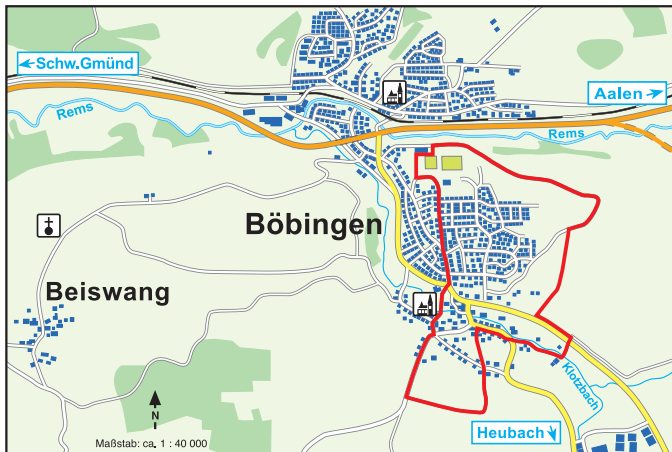 Schw.Gmünd
Aalen
Rems
Rems
Böbingen
Beiswang
Klotzbach
N
Heubach
Maßstab: ca. 1 : 40 000